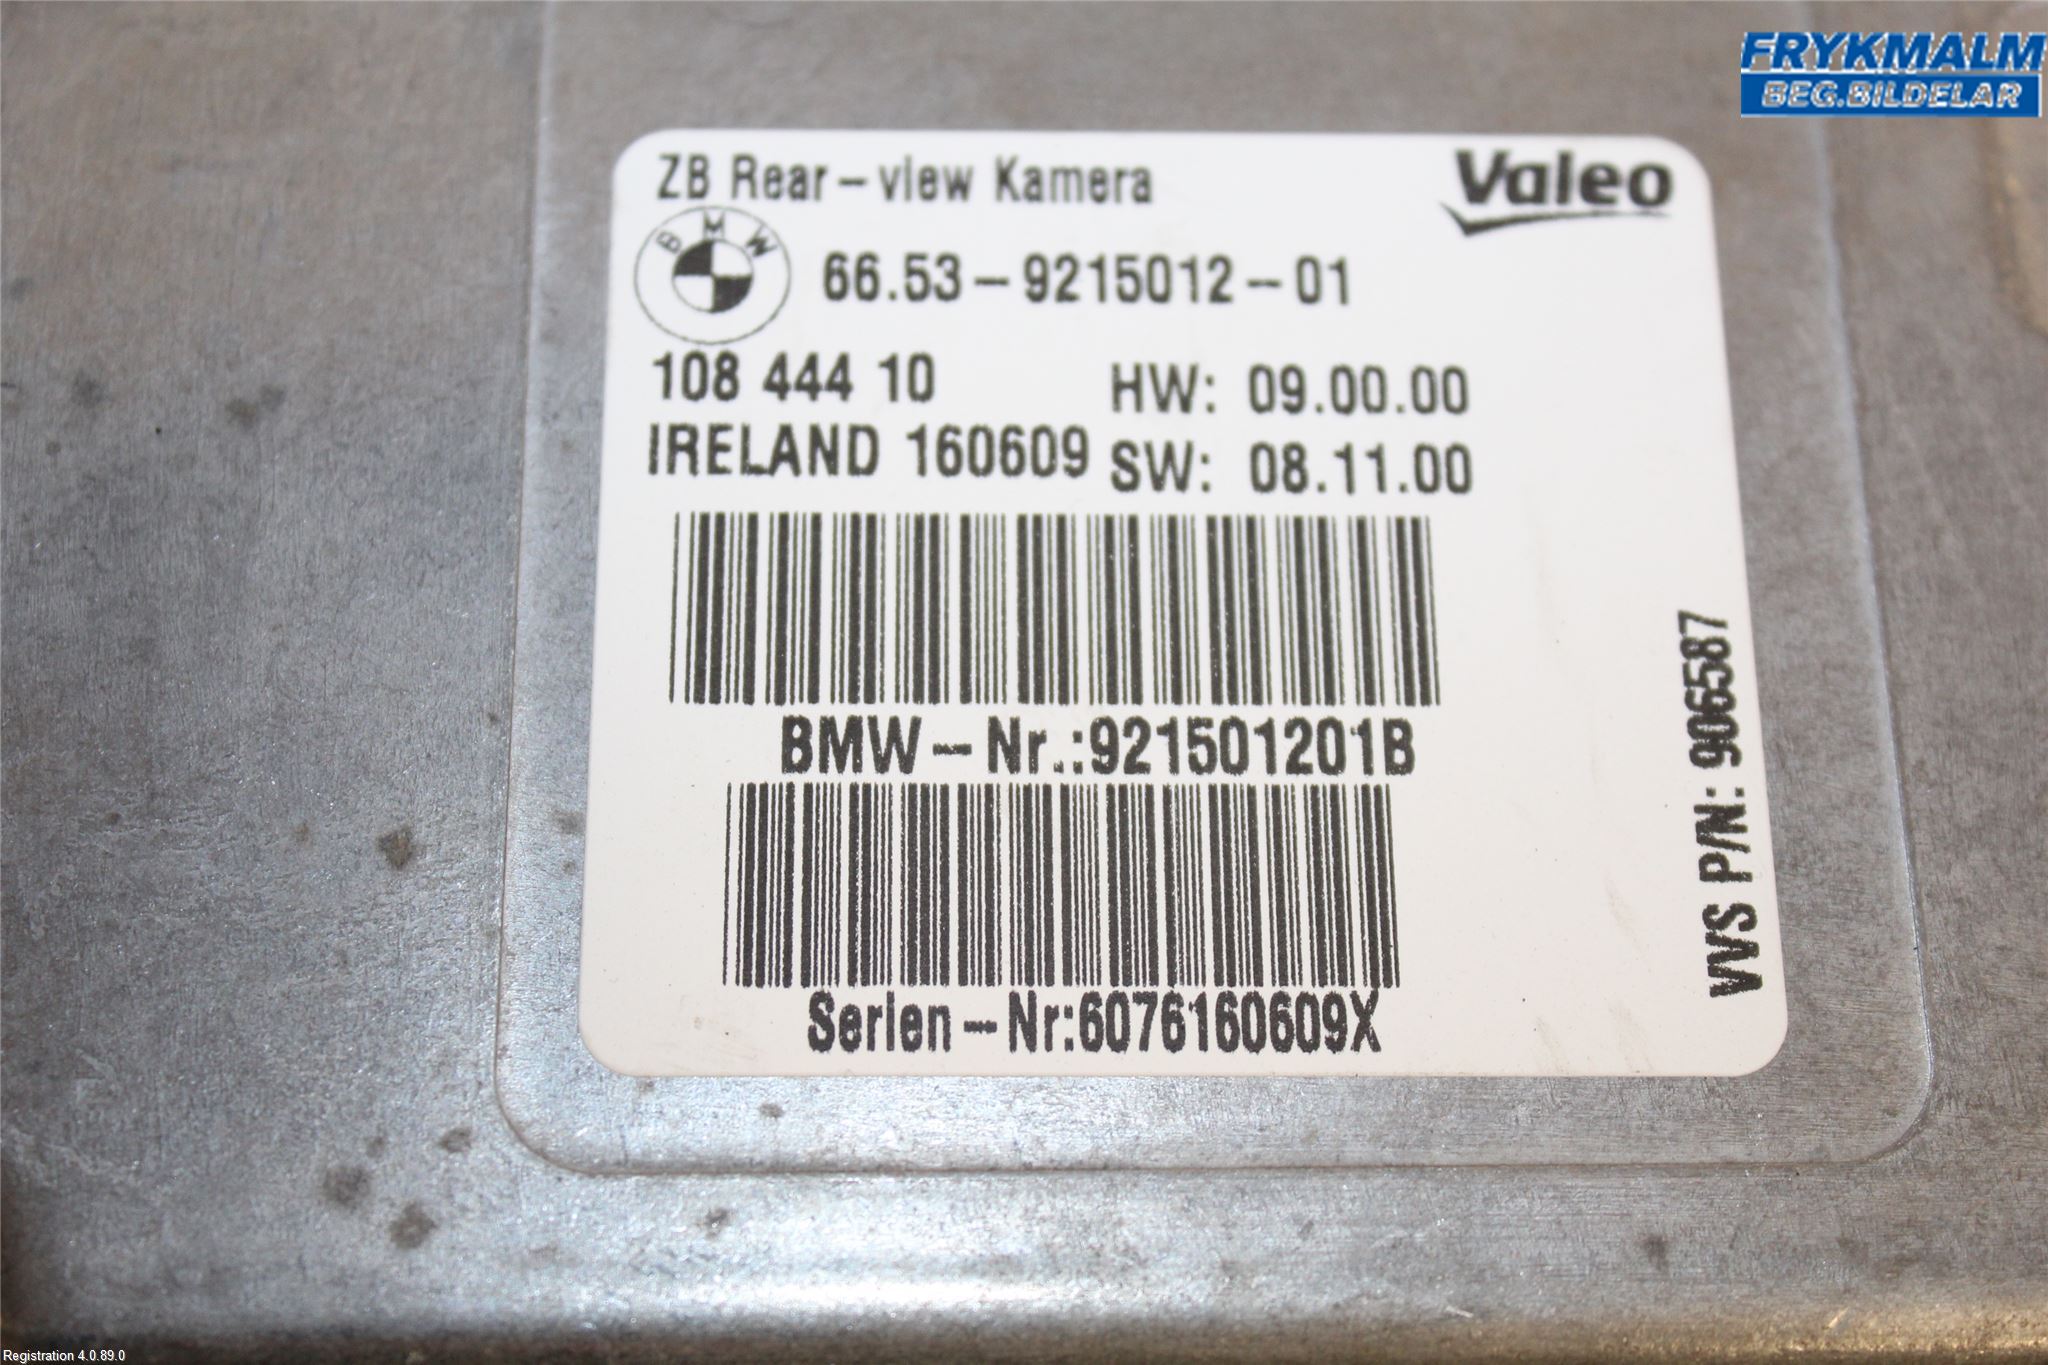 FRYKMALM
BEG.BILDELAR
ZB Rear-view Kamera
Valeo
BMW
66.53-9215012-01
108 444 10
HW: 09.00.00
IRELAND 160609
SW: 08.11.00
BMW-Nr.:921501201B
Serien-Nr:6076160609X
VVS P/N: 906587
Registration 4.0.89.0